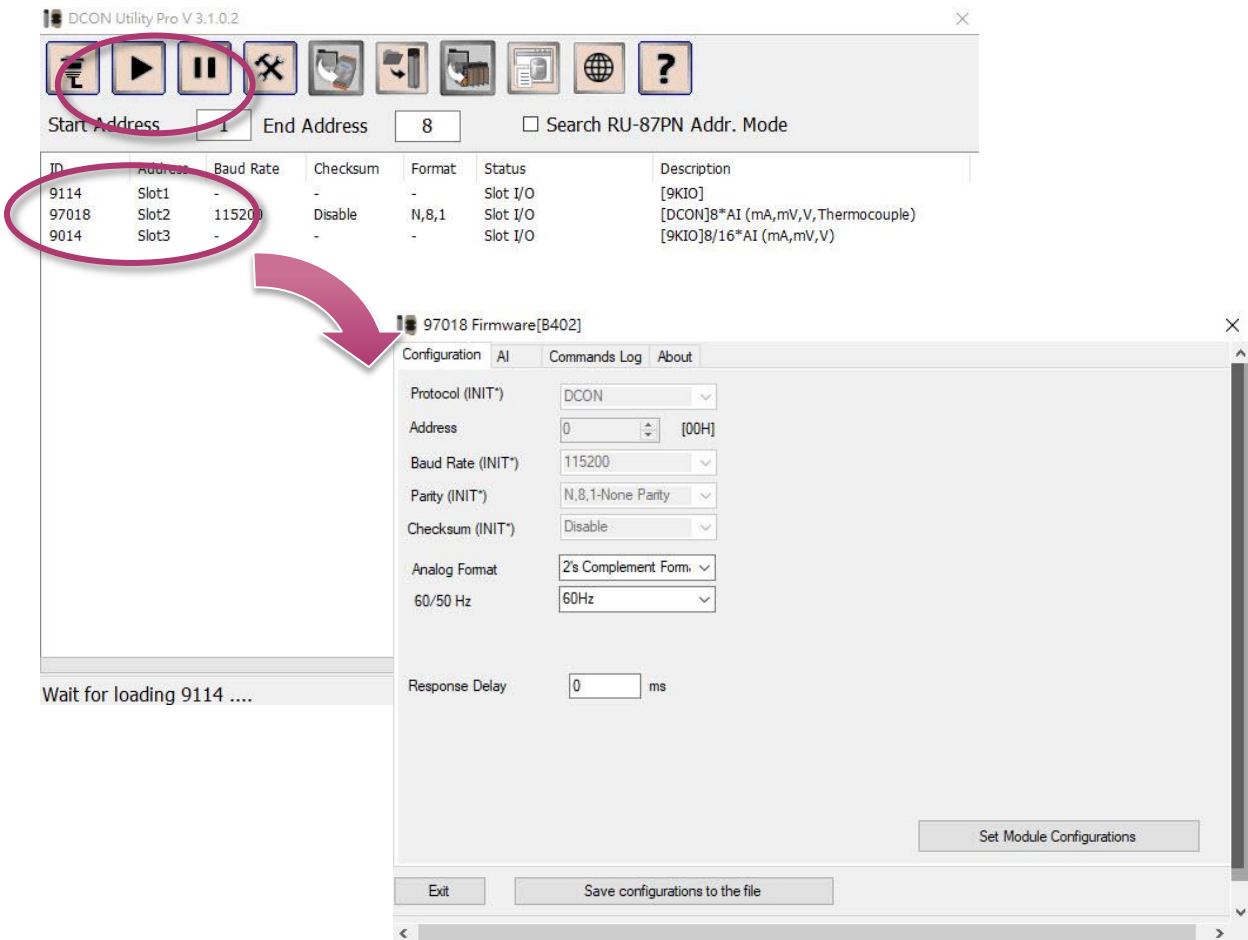 DCON Utility Pro V 3.1.0.2
Start Address 1 End Address 8 Search RU-87PN Addr. Mode
ID Address Baud Rate Checksum Format Status Description
9114 Slot1 - - - Slot I/O [9KIO]
97018 Slot2 115200 Disable N,8,1 Slot I/O [DCON]8*AI (mA,mV,V,Thermocouple)
9014 Slot3 - - - Slot I/O [9KIO]8/16*AI (mA,mV,V)
Wait for loading 9114 ....
97018 Firmware[B402]
Configuration AI Commands Log About
Protocol (INIT*) DCON
Address 0 [00H]
Baud Rate (INIT*) 115200
Parity (INIT*) N,8,1-None Parity
Checksum (INIT*) Disable
Analog Format 2's Complement Form
60/50 Hz 60Hz
Response Delay 0 ms
Set Module Configurations
Exit Save configurations to the file